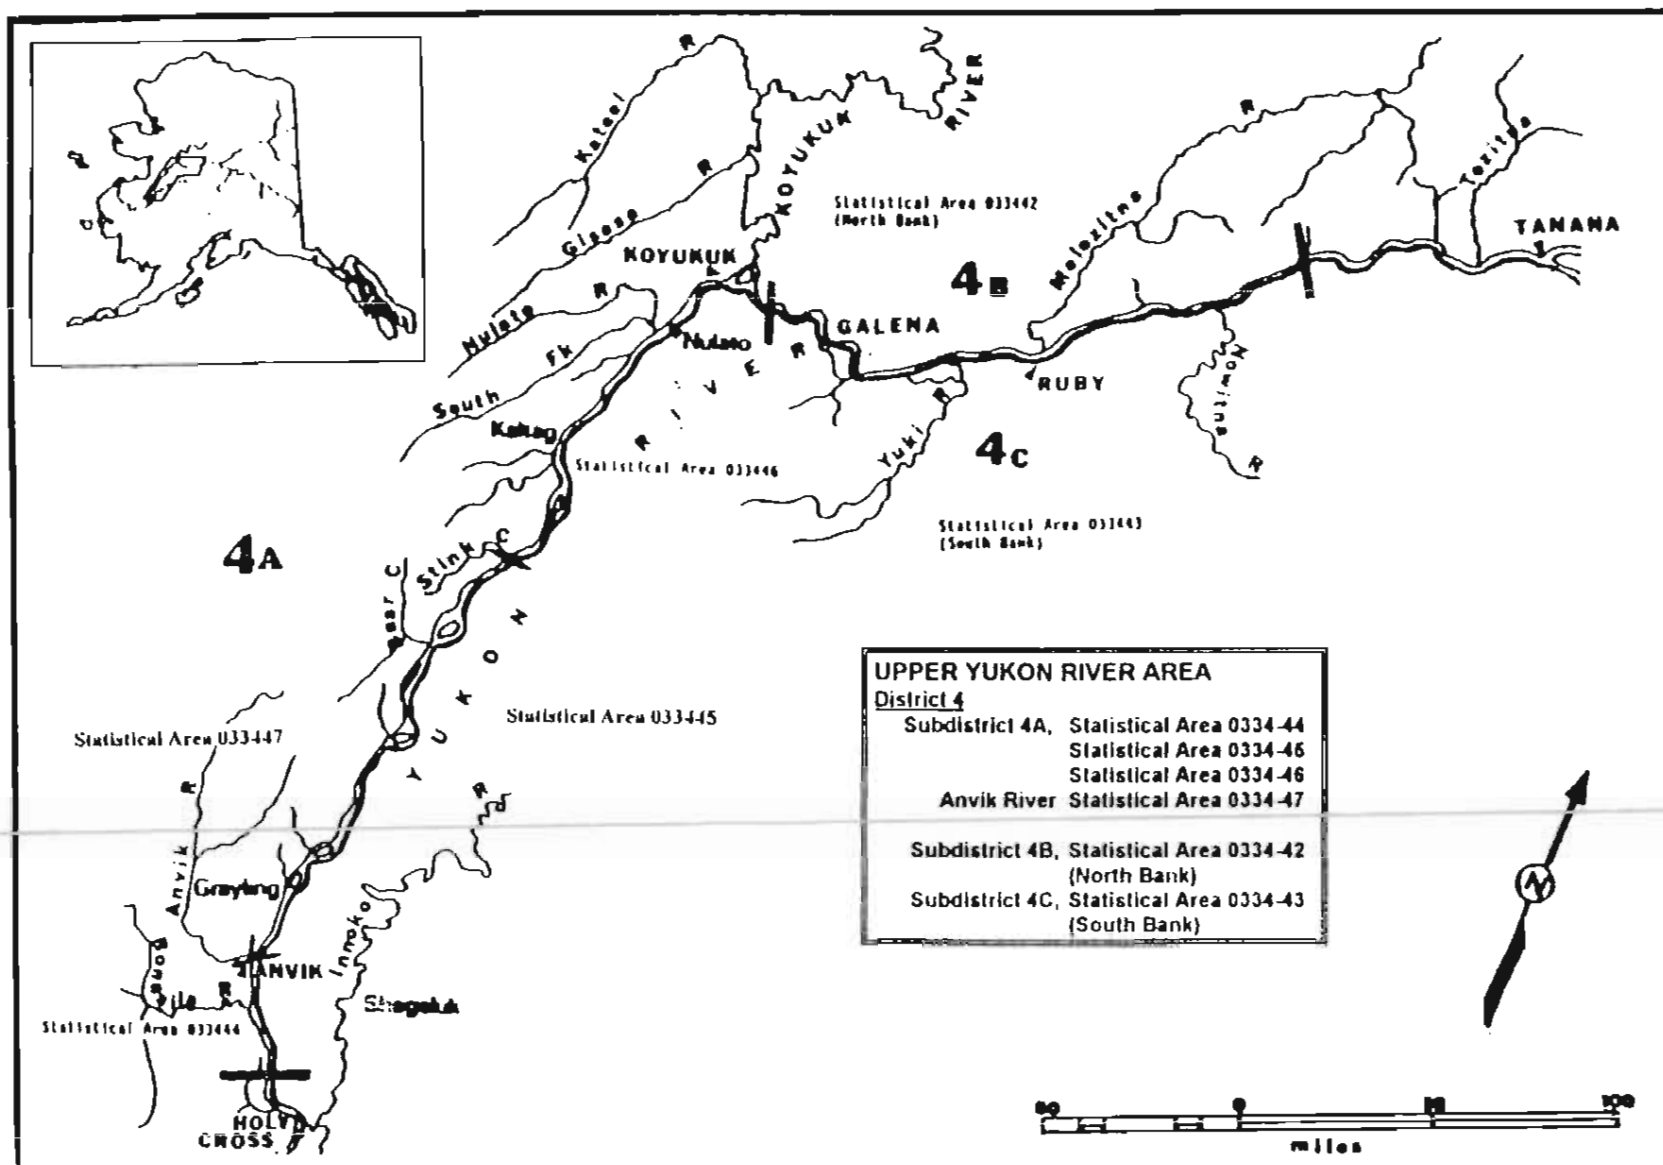 Kateel
R
KOYUKUK
RIVER
R
Tozitna
Gisasa
R
Statistical Area 033442
(North Bank)
Melozitna
TANANA
KOYUKUK
4B
Nulato
R
Nulato
GALENA
South
Fk
RUBY
Nowitna
R
Kaltag
Yuki
R
4C
Statistical Area 033446
Statistical Area 033443
(South Bank)
4A
Stink
C
C
YUKON
RIVER
Statistical Area 033445
Statistical Area 033447
UPPER YUKON RIVER AREA
District 4
Subdistrict 4A, Statistical Area 0334-44
Statistical Area 0334-45
Statistical Area 0334-46
Anvik River Statistical Area 0334-47
Subdistrict 4B, Statistical Area 0334-42
(North Bank)
Subdistrict 4C, Statistical Area 0334-43
(South Bank)
Anvik
R
Grayling
Innoko
R
ANVIK
R
Shageluk
Statistical Area 033444
HOLY
CROSS
N
50 0 50 100
miles